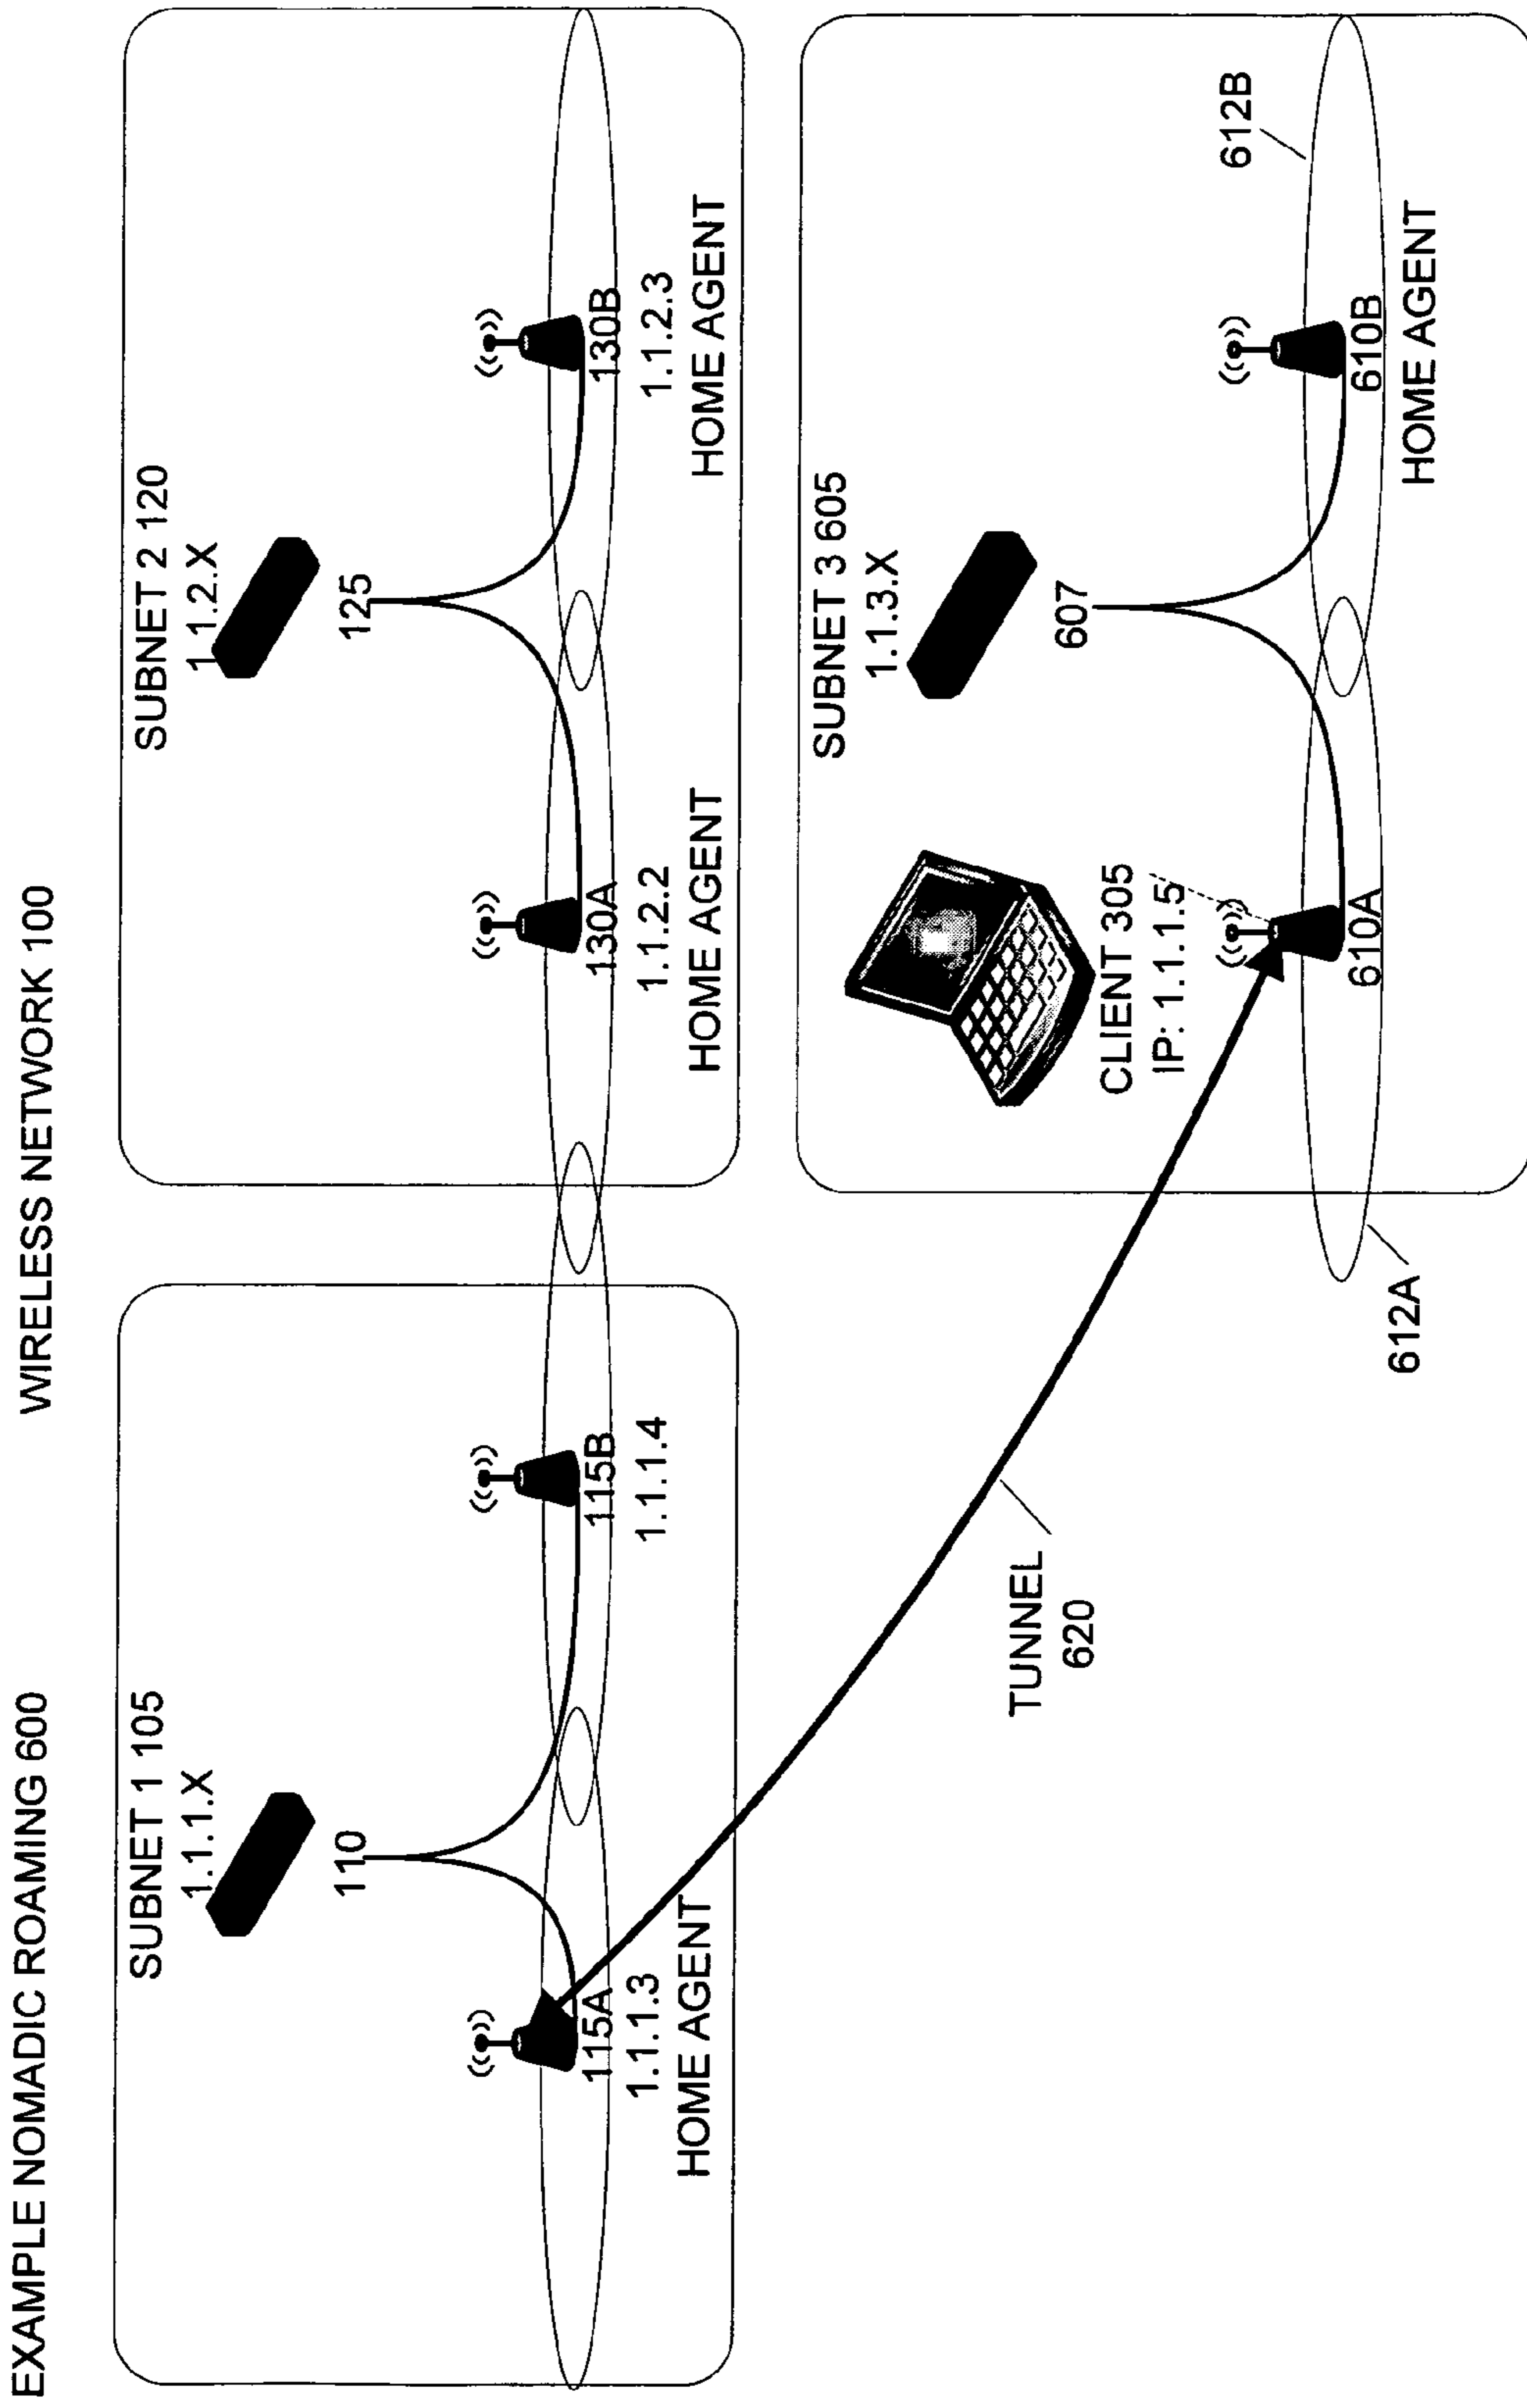 EXAMPLE NOMADIC ROAMING 600
WIRELESS NETWORK 100
SUBNET 1 105
1.1.1.X
110
115A
1.1.1.3
HOME AGENT
115B
1.1.1.4
SUBNET 2 120
1.1.2.X
125
130A
1.1.2.2
HOME AGENT
130B
1.1.2.3
HOME AGENT
TUNNEL
620
SUBNET 3 605
1.1.3.X
607
CLIENT 305
IP: 1.1.1.5
610A
610B
HOME AGENT
612A
612B